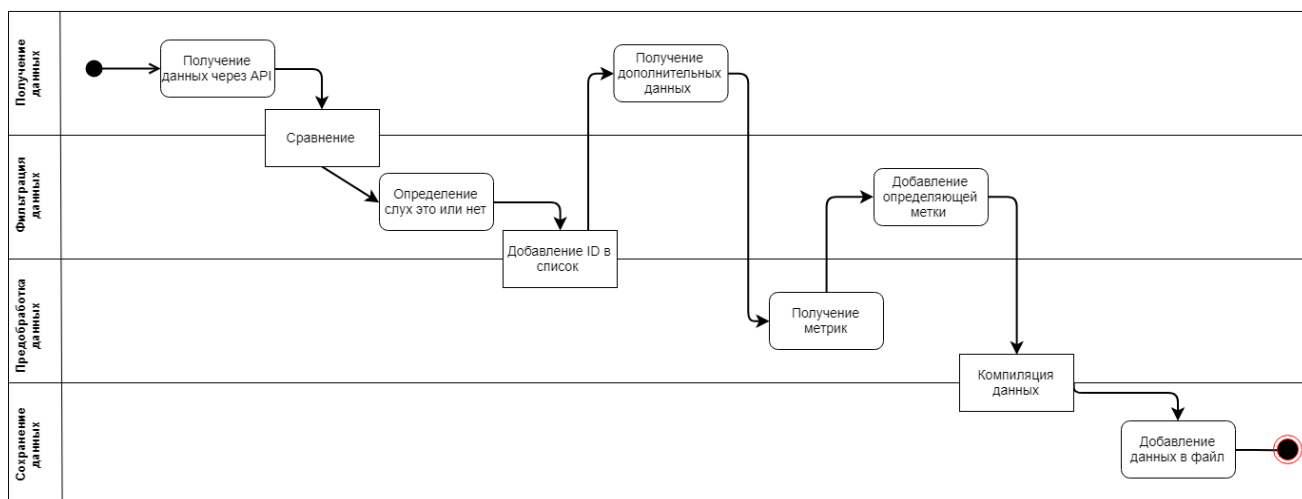 Получение
данных
Получение
данных через API
Сравнение
Получение
дополнительных
данных
Фильтрация
данных
Определение
слух это или нет
Добавление ID в
список
Добавление
определяющей
метки
Предобработка
данных
Получение
метрик
Компиляция
данных
Сохранение
данных
Добавление
данных в файл